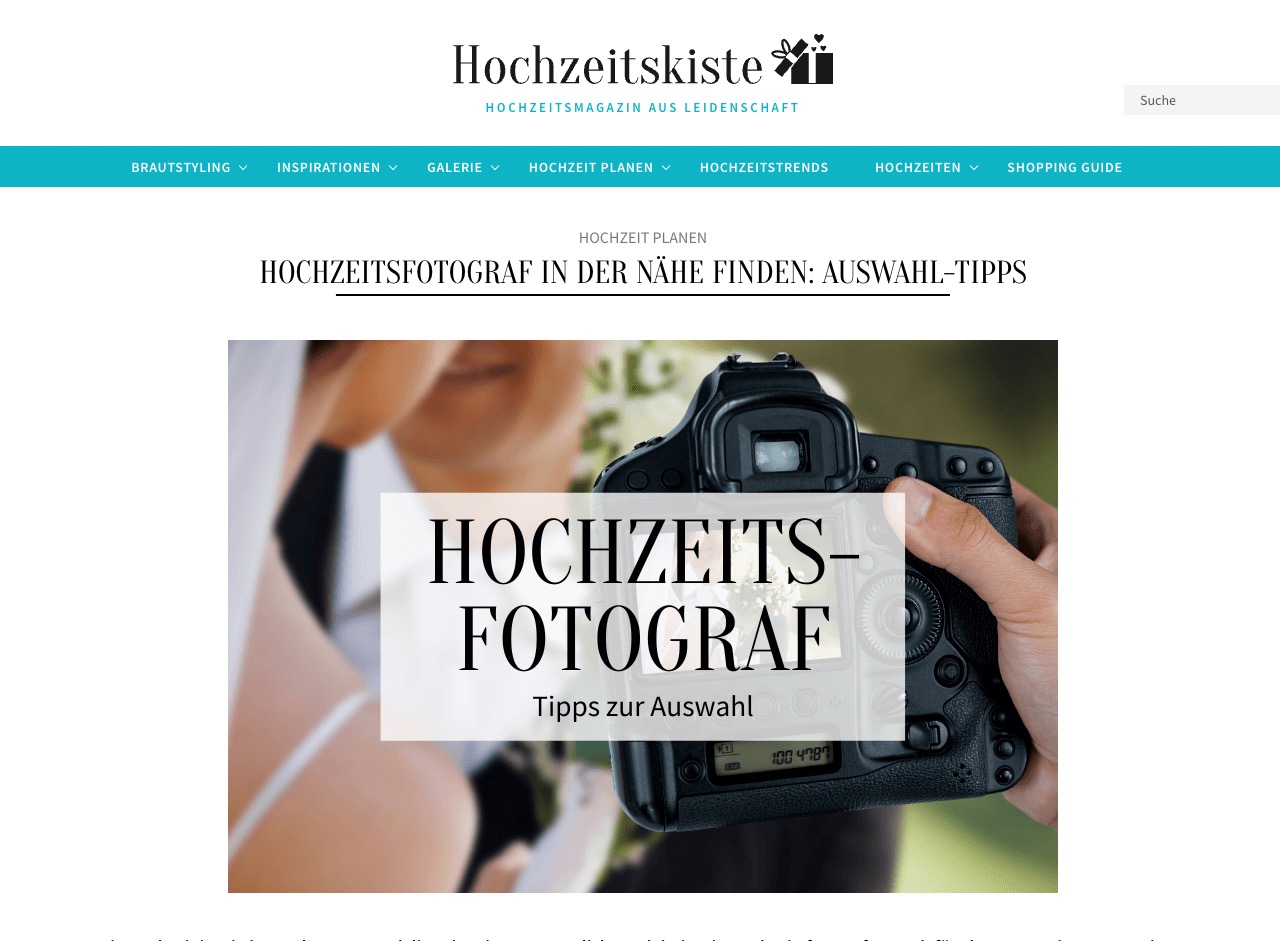 Hochzeitskiste
HOCHZEITSMAGAZIN AUS LEIDENSCHAFT
Suche
BRAUTSTYLING INSPIRATIONEN GALERIE HOCHZEIT PLANEN HOCHZEITSTRENDS HOCHZEITEN SHOPPING GUIDE
HOCHZEIT PLANEN
HOCHZEITSFOTOGRAF IN DER NÄHE FINDEN: AUSWAHL-TIPPS
HOCHZEITS-
FOTOGRAF
Tipps zur Auswahl
100 4787